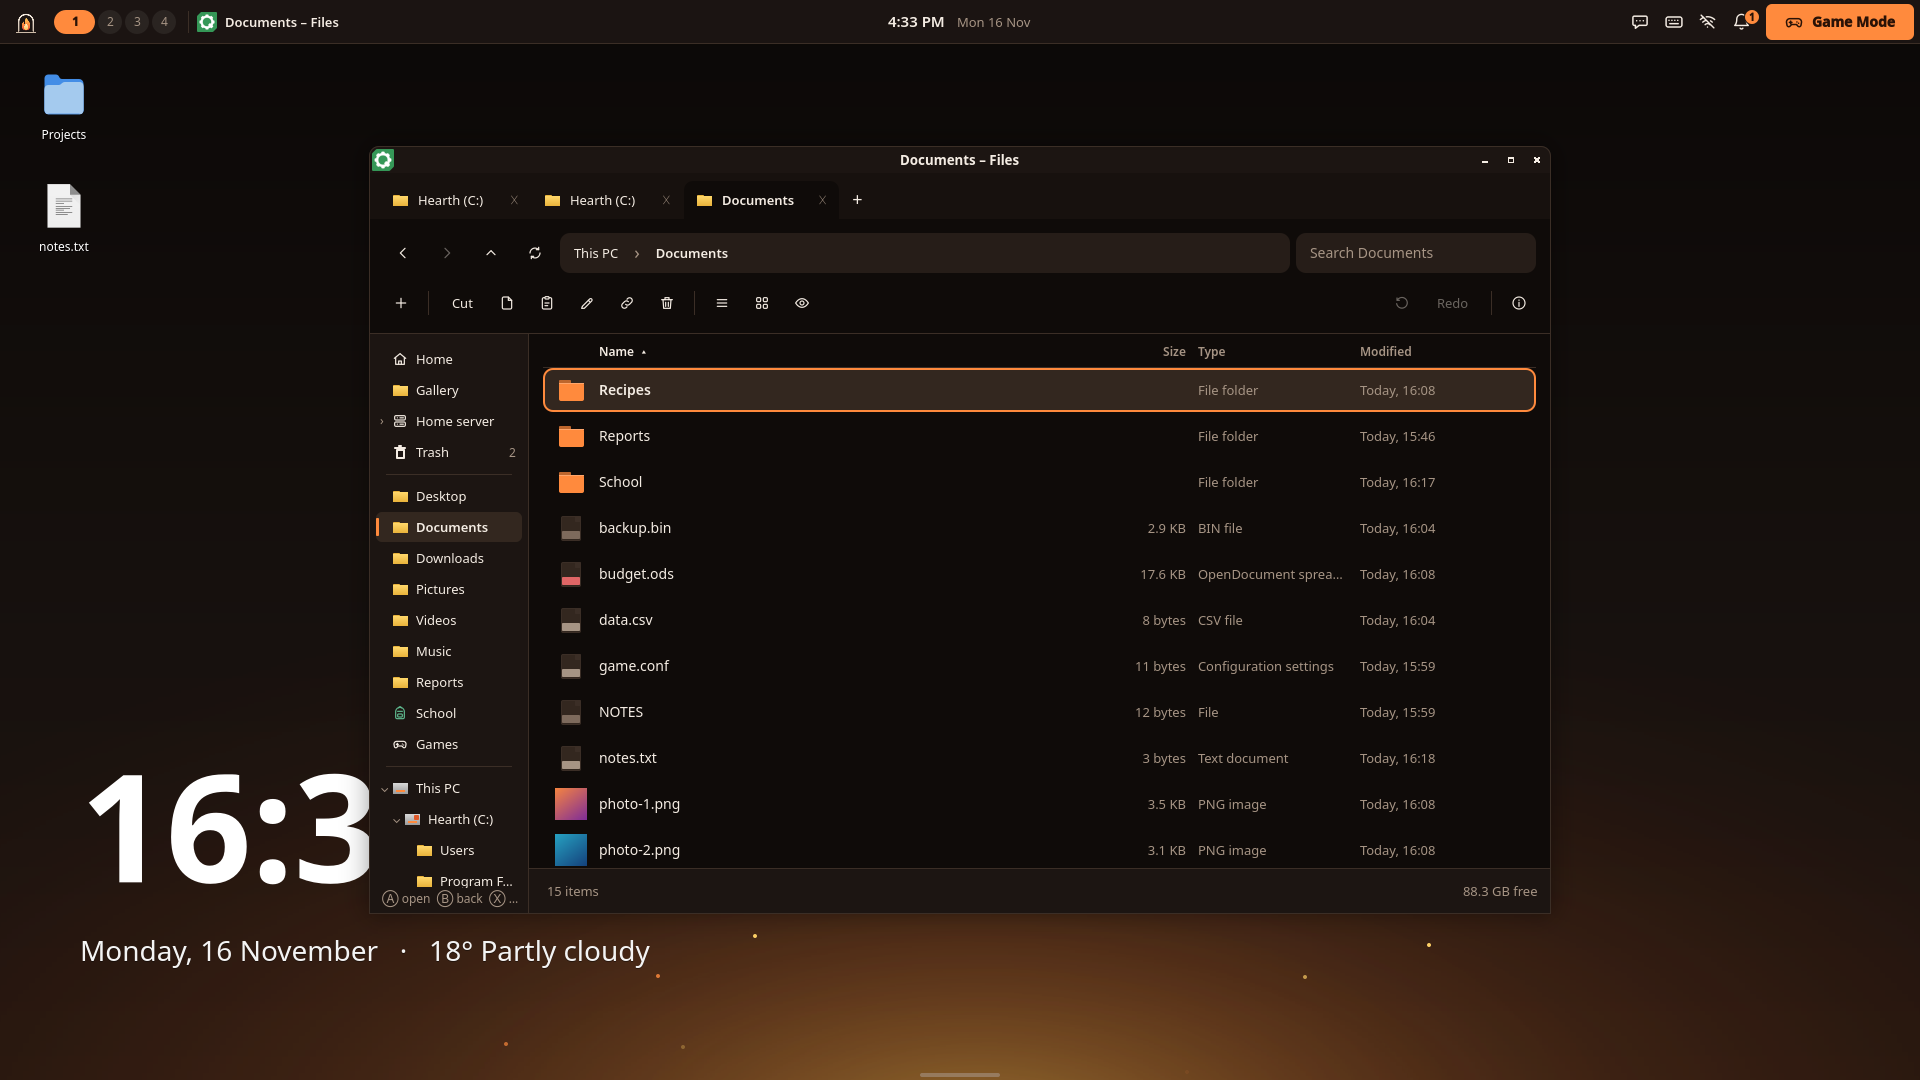 1 2 3 4 Documents – Files 4:33 PM Mon 16 Nov 1 Game Mode
Projects
notes.txt
Documents – Files
Hearth (C:) X Hearth (C:) X Documents X +
This PC › Documents Search Documents
Cut Redo
Home
Gallery
Home server
Trash 2
Desktop
Documents
Downloads
Pictures
Videos
Music
Reports
School
Games
This PC
Hearth (C:)
Users
Program F...
A open B back X ...
Name Size Type Modified
Recipes File folder Today, 16:08
Reports File folder Today, 15:46
School File folder Today, 16:17
backup.bin 2.9 KB BIN file Today, 16:04
budget.ods 17.6 KB OpenDocument sprea... Today, 16:08
data.csv 8 bytes CSV file Today, 16:04
game.conf 11 bytes Configuration settings Today, 15:59
NOTES 12 bytes File Today, 15:59
notes.txt 3 bytes Text document Today, 16:18
photo-1.png 3.5 KB PNG image Today, 16:08
photo-2.png 3.1 KB PNG image Today, 16:08
15 items 88.3 GB free
16:3
Monday, 16 November · 18° Partly cloudy